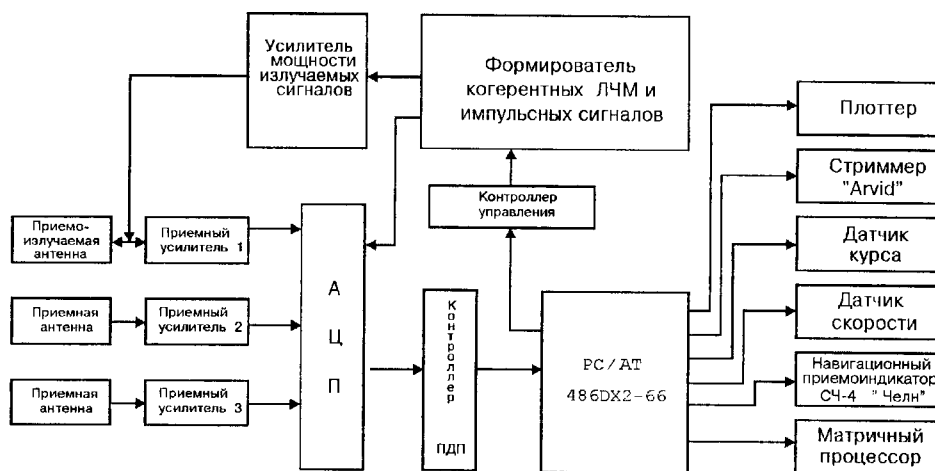 Усилитель
мощности
излучаемых
сигналов
Формирователь
когерентных ЛЧМ и
импульсных сигналов
Плоттер
Стриммер
"Arvid"
Контроллер
управления
Приемо-
излучаемая
антенна
Приемный
усилитель 1
Датчик
курса
А
Ц
П
Приемная
антенна
Приемный
усилитель 2
Контроллер
ПДП
PC/AT
486DX2-66
Датчик
скорости
Навигационный
приемоиндикатор
СЧ-4 " Челн"
Приемная
антенна
Приемный
усилитель 3
Матричный
процессор